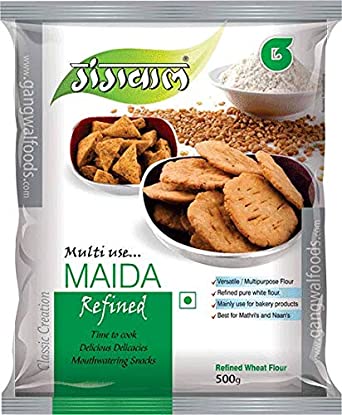 गंगवाल
www.gangwalfoods.com
Multi use...
MAIDA
Refined
Time to cook
Delicious Delicacies
Mouthwatering Snacks
Classic Creation
Versatile / Multipurpose Flour
Refined pure white flour
Mainly use for bakery products
Best for Mathri's and Naan's
Refined Wheat Flour
500g
www.gangwalfoods.com